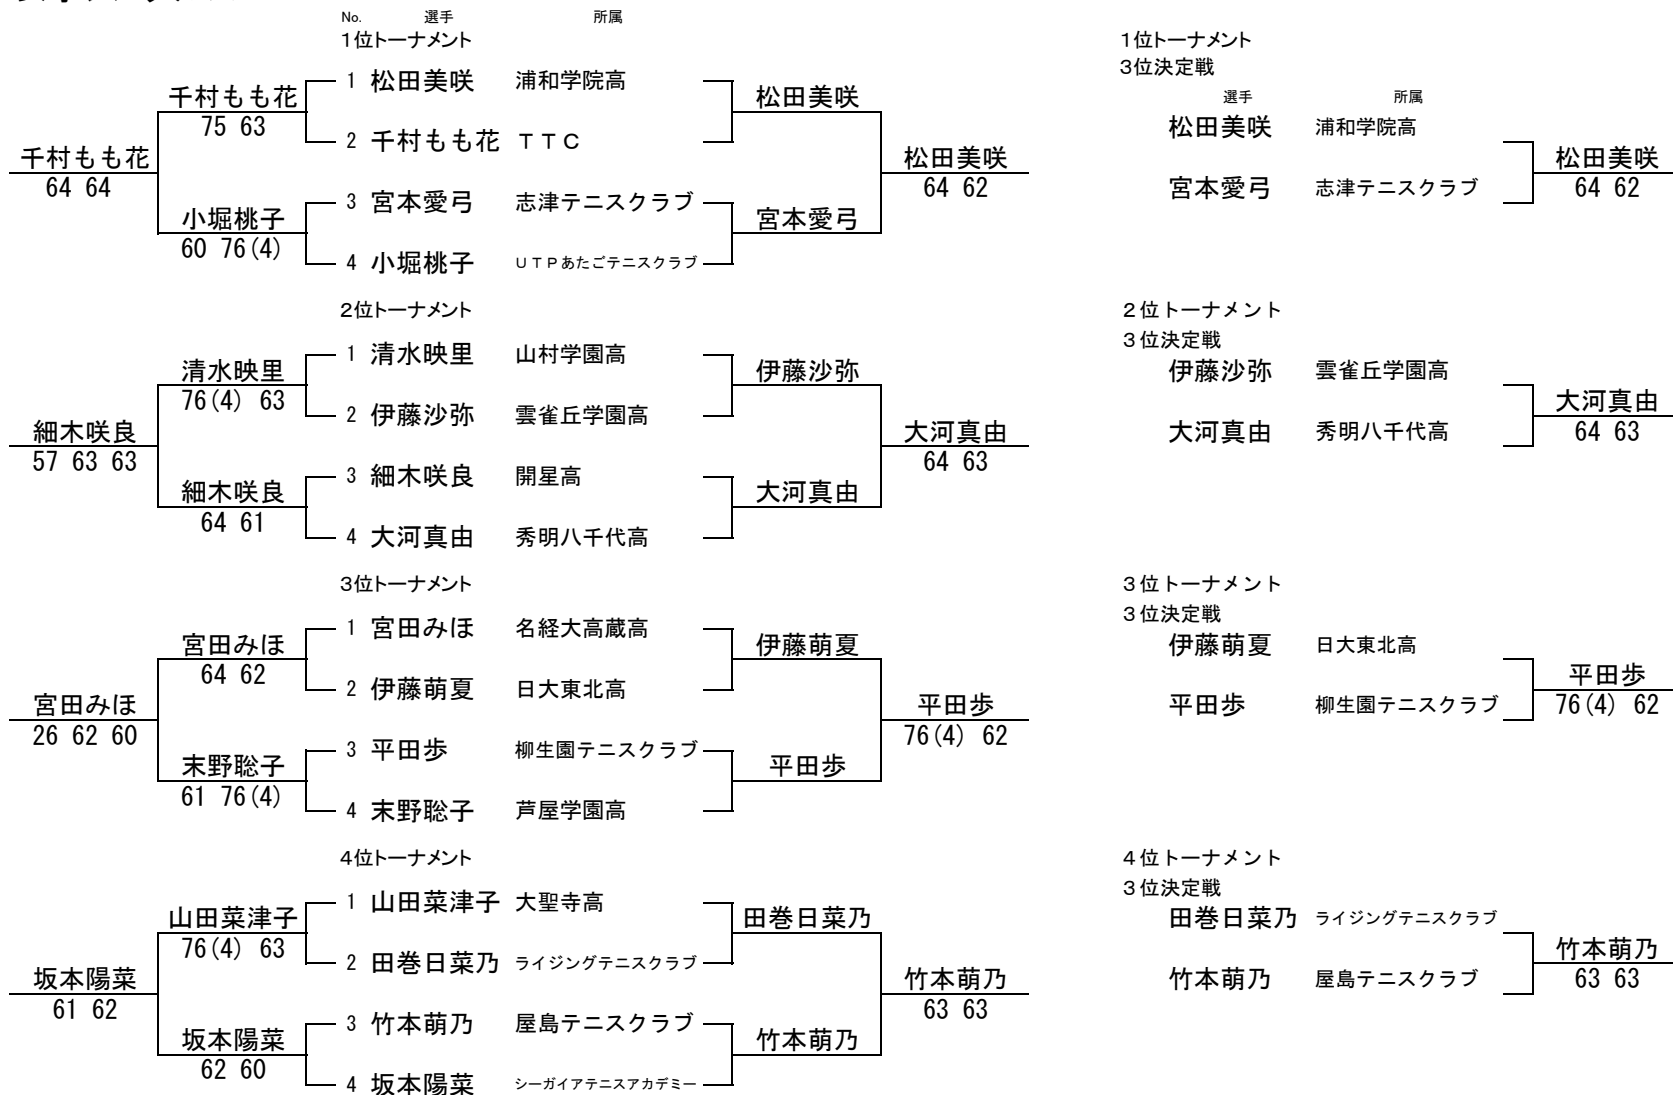 No. 選手 所属
1位トーナメント
千村もも花 1 松田美咲 浦和学院高 松田美咲
75 63
千村もも花 2 千村もも花 ＴＴＣ 松田美咲
64 64 64 62
小堀桃子 3 宮本愛弓 志津テニスクラブ 宮本愛弓
60 76(4)
4 小堀桃子 ＵＴＰあたごテニスクラブ
2位トーナメント
清水映里 1 清水映里 山村学園高 伊藤沙弥
76(4) 63
細木咲良 2 伊藤沙弥 雲雀丘学園高 大河真由
57 63 63 64 63
細木咲良 3 細木咲良 開星高 大河真由
64 61
4 大河真由 秀明八千代高
3位トーナメント
宮田みほ 1 宮田みほ 名経大高蔵高 伊藤萌夏
64 62
宮田みほ 2 伊藤萌夏 日大東北高 平田歩
26 62 60 76(4) 62
末野聡子 3 平田歩 柳生園テニスクラブ 平田歩
61 76(4)
4 末野聡子 芦屋学園高
4位トーナメント
山田菜津子 1 山田菜津子 大聖寺高 田巻日菜乃
76(4) 63
坂本陽菜 2 田巻日菜乃 ライジングテニスクラブ 竹本萌乃
61 62 63 63
坂本陽菜 3 竹本萌乃 屋島テニスクラブ 竹本萌乃
62 60
4 坂本陽菜 シーガイアテニスアカデミー
1位トーナメント
3位決定戦
選手 所属
松田美咲 浦和学院高
松田美咲
宮本愛弓 志津テニスクラブ 64 62
２位トーナメント
３位決定戦
伊藤沙弥 雲雀丘学園高
大河真由
大河真由 秀明八千代高 64 63
３位トーナメント
３位決定戦
伊藤萌夏 日大東北高
平田歩
平田歩 柳生園テニスクラブ 76(4) 62
４位トーナメント
３位決定戦
田巻日菜乃 ライジングテニスクラブ
竹本萌乃
竹本萌乃 屋島テニスクラブ 63 63